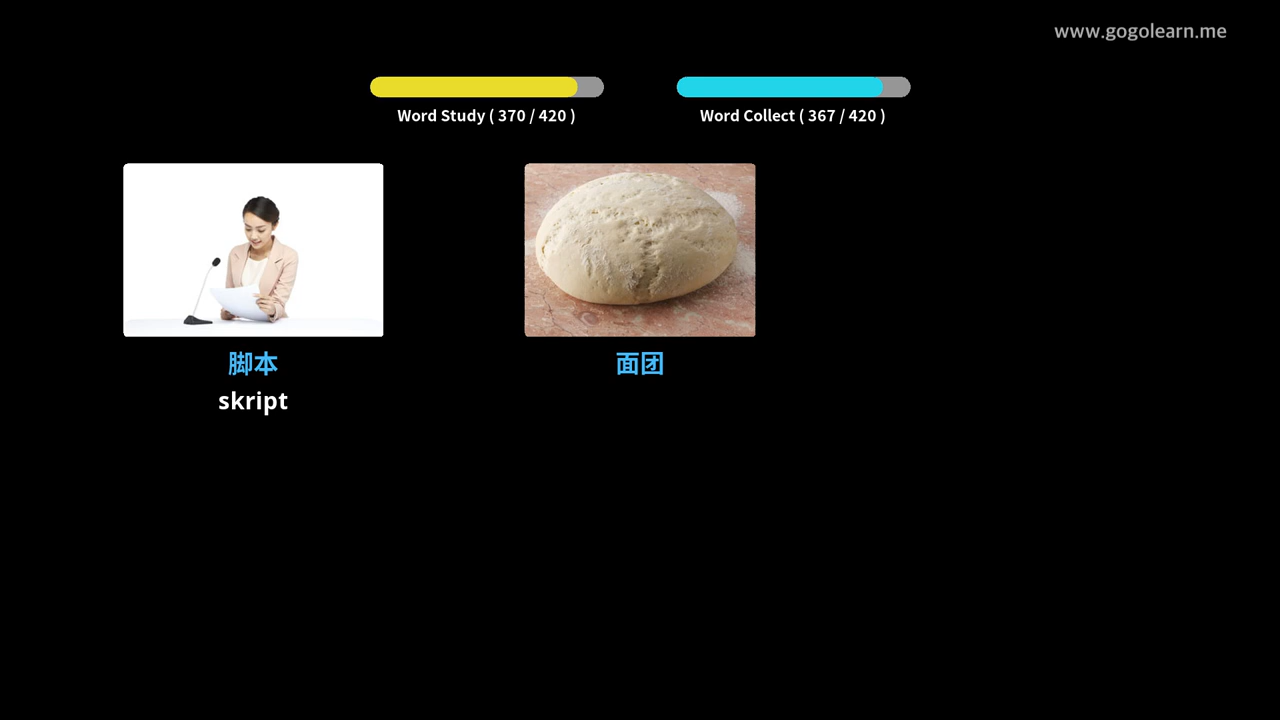 www.gogolearn.me
Word Study ( 370 / 420 )
Word Collect ( 367 / 420 )
脚本
面团
skript